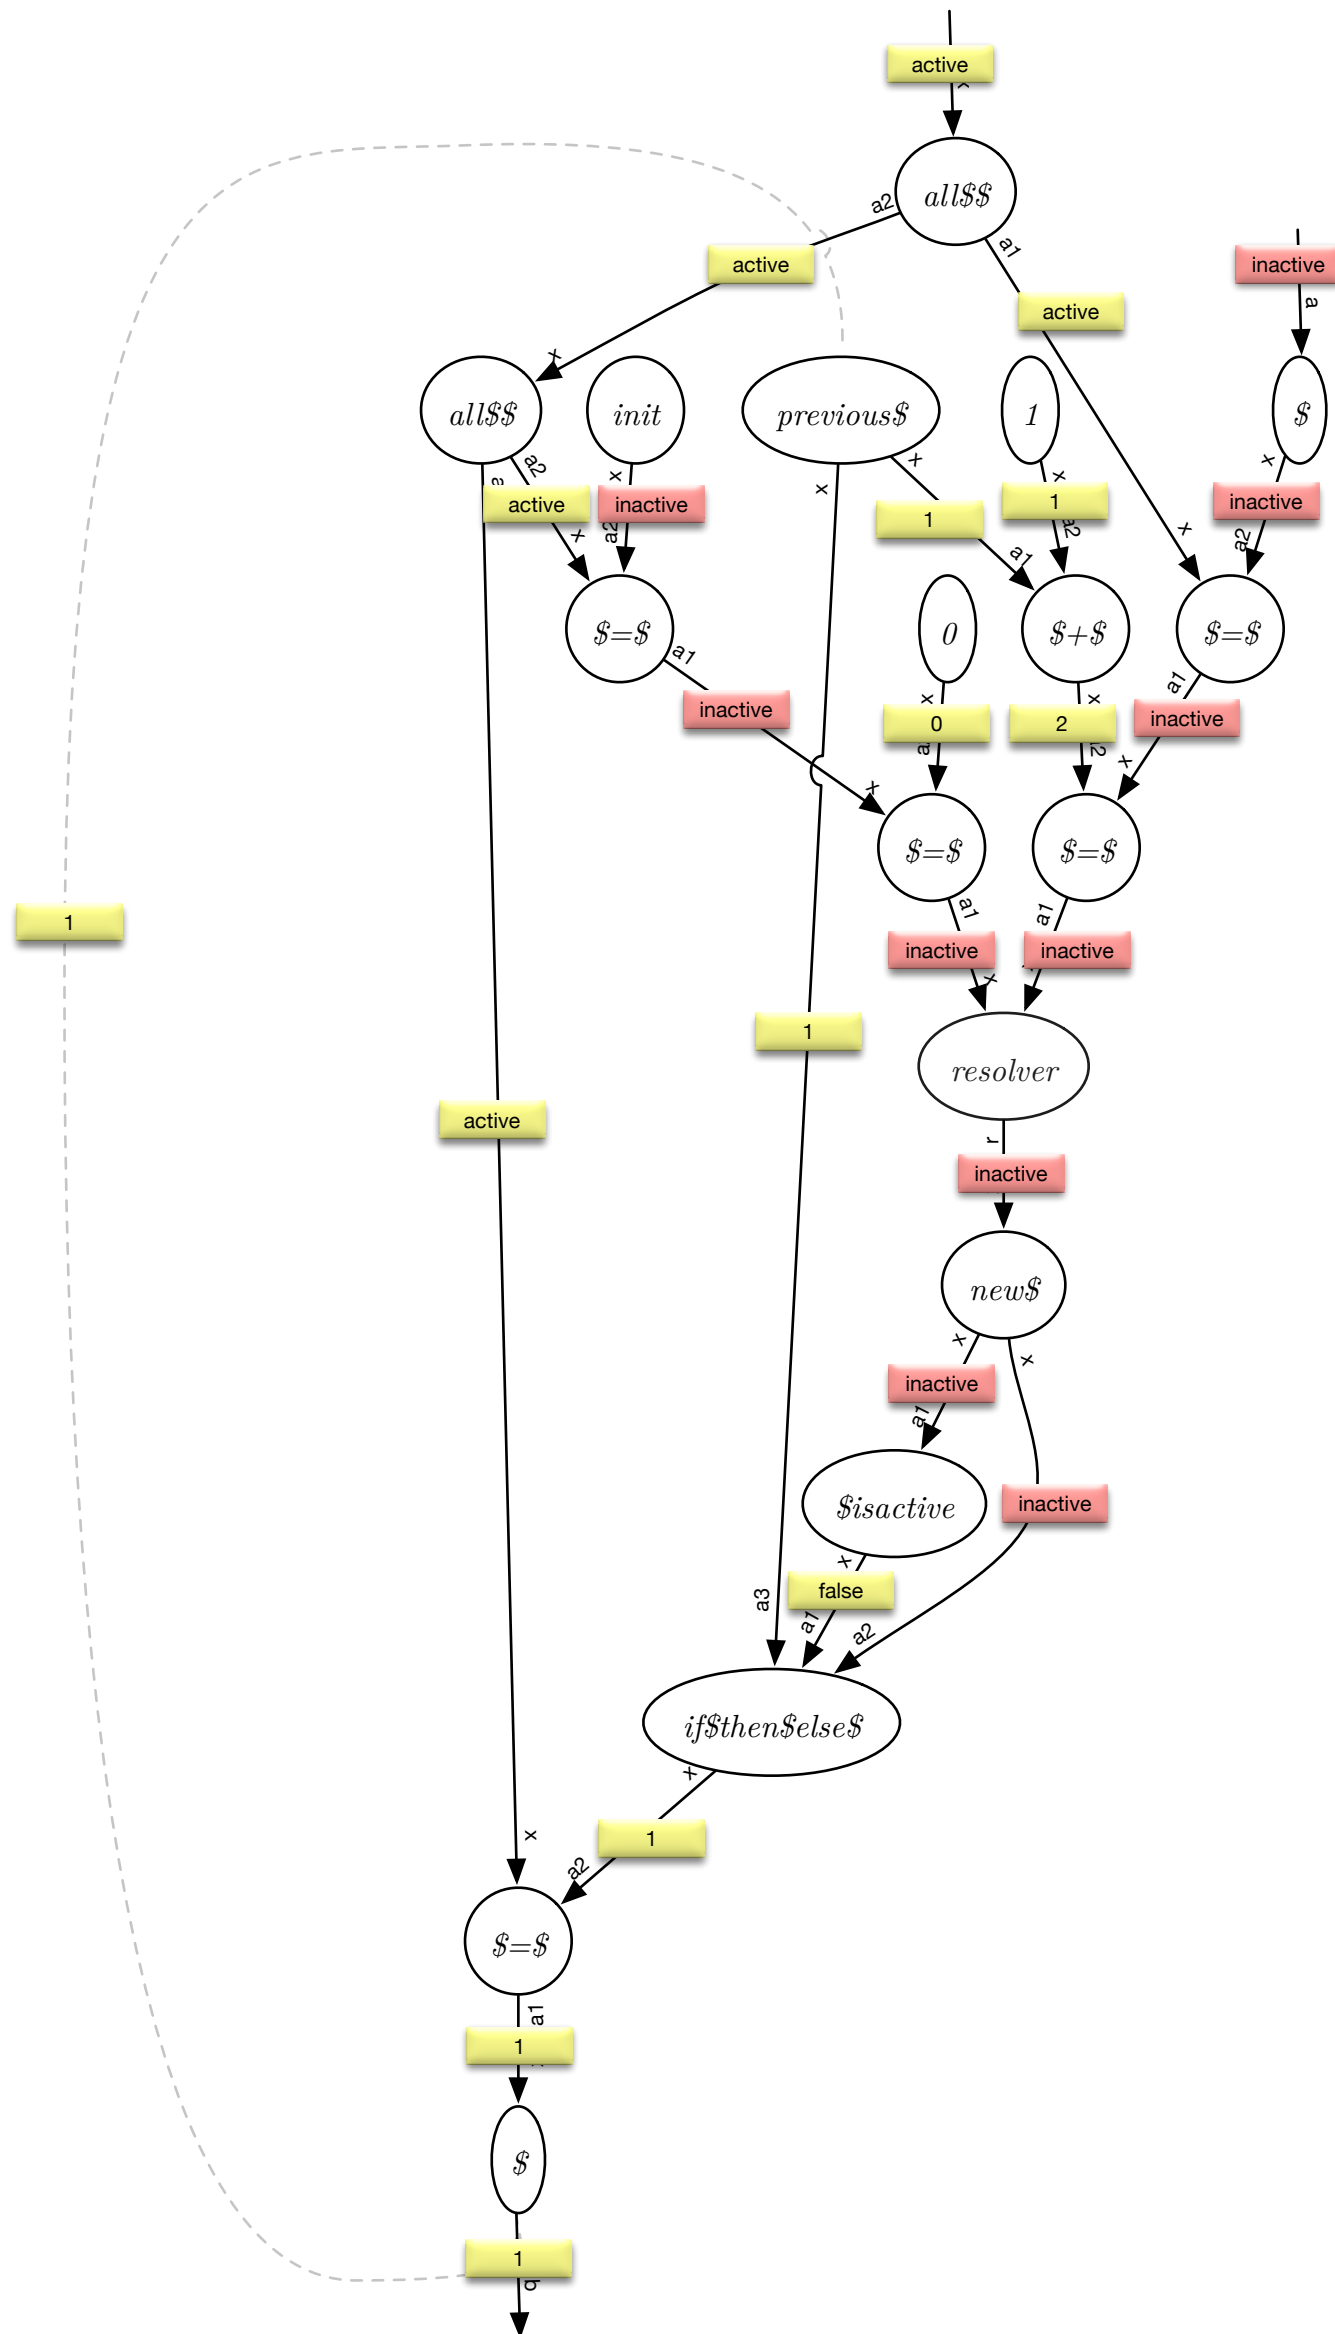 active
x
all$$
a2
a1
active
inactive
active
a
x
all$$
init
previous$
1
$
a2
x
x
x
x
x
active
inactive
1
1
inactive
x
a2
a1
a2
x
a2
$=$
0
$+$
$=$
a1
x
x
a1
inactive
0
2
inactive
x
x
$=$
$=$
1
a1
a1
inactive
inactive
x
resolver
1
active
r
inactive
new$
x
x
inactive
a1
$isactive
inactive
x
false
a3
a1
a2
if$then$else$
x
1
x
a2
$=$
a1
1
$
1
b